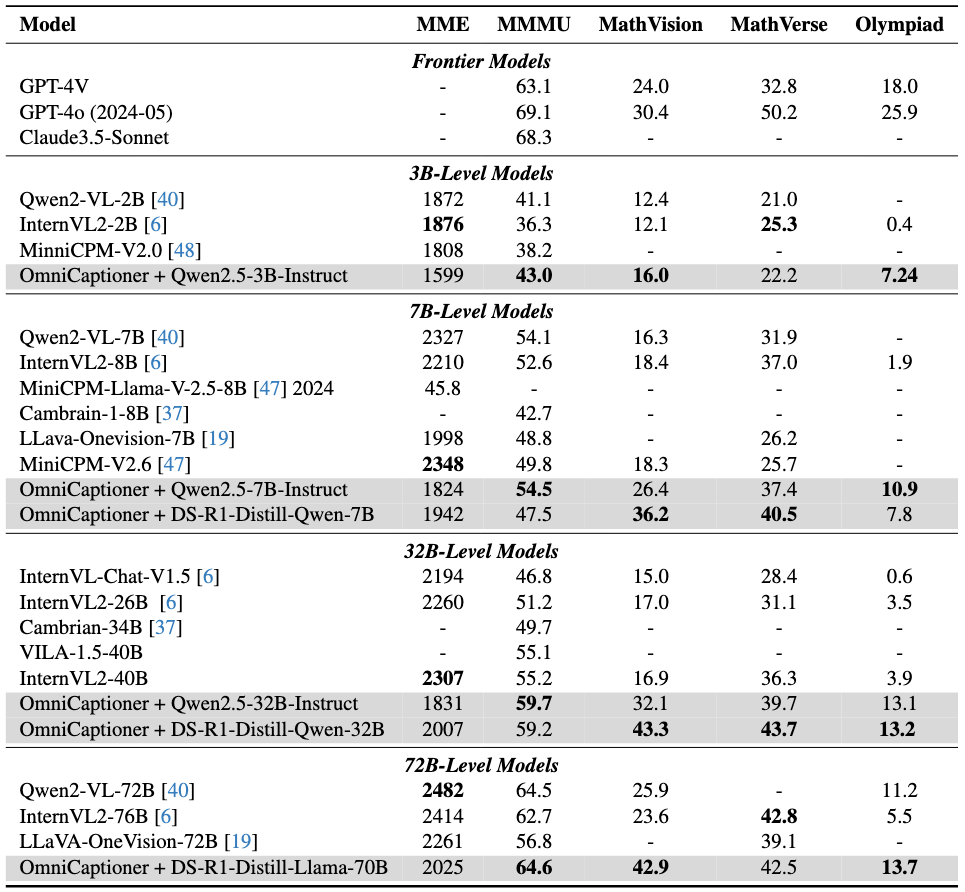 Model MME MMMU MathVision MathVerse Olympiad
Frontier Models
GPT-4V - 63.1 24.0 32.8 18.0
GPT-4o (2024-05) - 69.1 30.4 50.2 25.9
Claude3.5-Sonnet - 68.3 - - -
3B-Level Models
Qwen2-VL-2B [40] 1872 41.1 12.4 21.0 -
InternVL2-2B [6] 1876 36.3 12.1 25.3 0.4
MinniCPM-V2.0 [48] 1808 38.2 - - -
OmniCaptioner + Qwen2.5-3B-Instruct 1599 43.0 16.0 22.2 7.24
7B-Level Models
Qwen2-VL-7B [40] 2327 54.1 16.3 31.9 -
InternVL2-8B [6] 2210 52.6 18.4 37.0 1.9
MiniCPM-Llama-V-2.5-8B [47] 2024 45.8 - - - -
Cambrain-1-8B [37] - 42.7 - - -
LLava-Onevision-7B [19] 1998 48.8 - 26.2 -
MiniCPM-V2.6 [47] 2348 49.8 18.3 25.7 -
OmniCaptioner + Qwen2.5-7B-Instruct 1824 54.5 26.4 37.4 10.9
OmniCaptioner + DS-R1-Distill-Qwen-7B 1942 47.5 36.2 40.5 7.8
32B-Level Models
InternVL-Chat-V1.5 [6] 2194 46.8 15.0 28.4 0.6
InternVL2-26B [6] 2260 51.2 17.0 31.1 3.5
Cambrian-34B [37] - 49.7 - - -
VILA-1.5-40B - 55.1 - - -
InternVL2-40B 2307 55.2 16.9 36.3 3.9
OmniCaptioner + Qwen2.5-32B-Instruct 1831 59.7 32.1 39.7 13.1
OmniCaptioner + DS-R1-Distill-Qwen-32B 2007 59.2 43.3 43.7 13.2
72B-Level Models
Qwen2-VL-72B [40] 2482 64.5 25.9 - 11.2
InternVL2-76B [6] 2414 62.7 23.6 42.8 5.5
LLaVA-OneVision-72B [19] 2261 56.8 - 39.1 -
OmniCaptioner + DS-R1-Distill-Llama-70B 2025 64.6 42.9 42.5 13.7